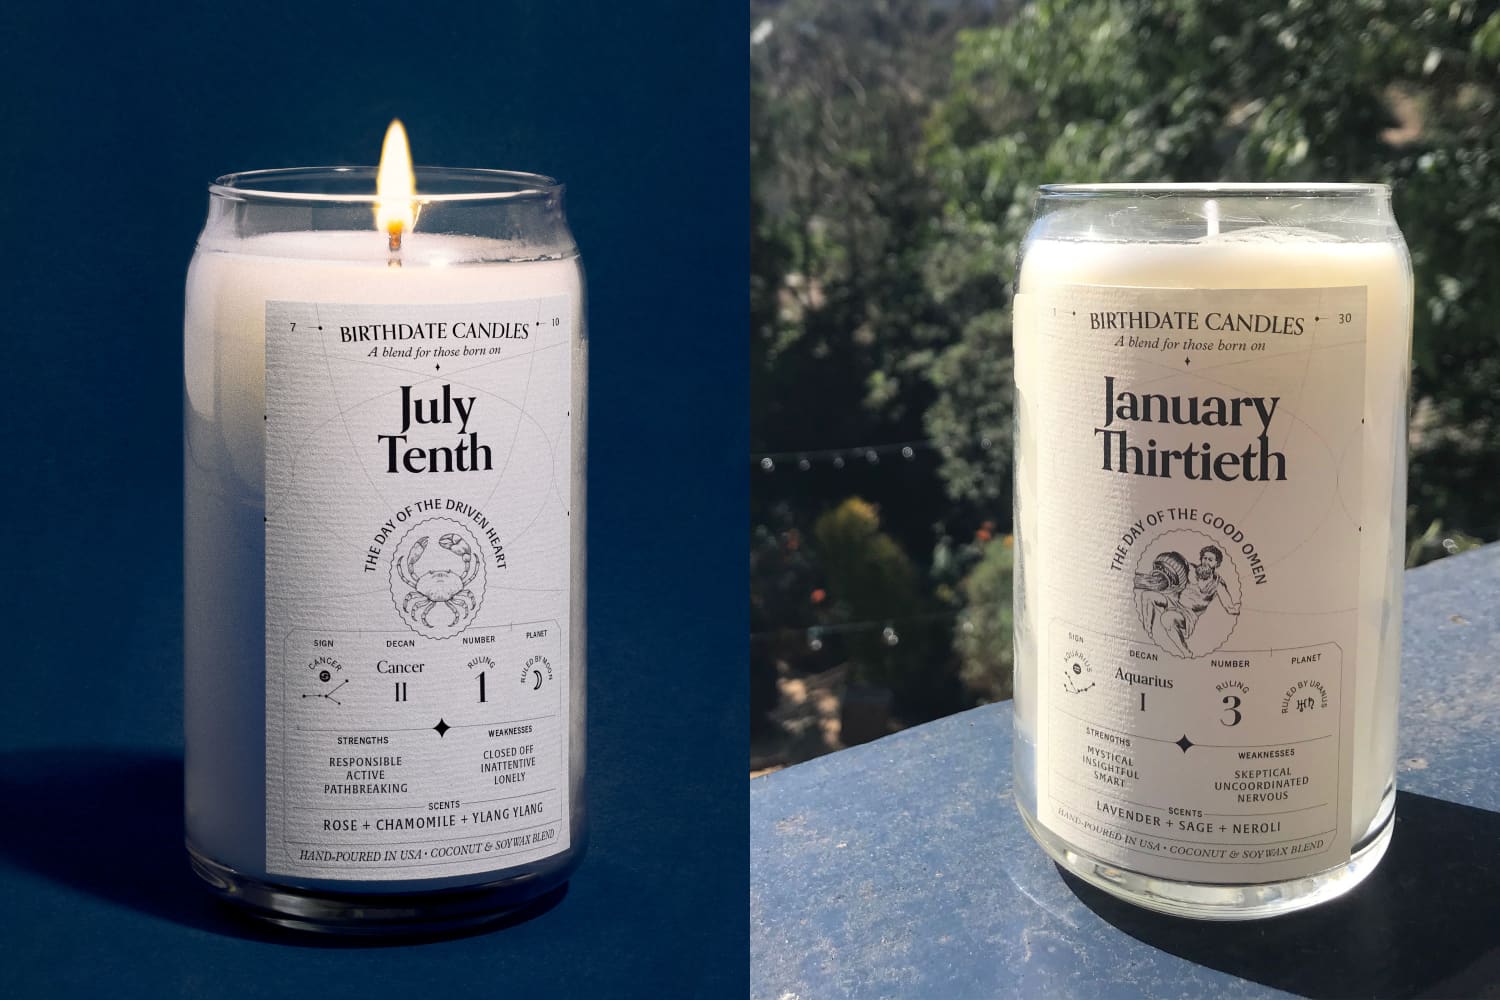 7 10
BIRTHDATE CANDLES
A blend for those born on
July
Tenth
THE DAY OF THE DRIVEN HEART
SIGN DECAN NUMBER PLANET
CANCER Cancer RULING RULED BY MOON
II 1
STRENGTHS WEAKNESSES
RESPONSIBLE CLOSED OFF
ACTIVE INATTENTIVE
PATHBREAKING LONELY
SCENTS
ROSE + CHAMOMILE + YLANG YLANG
HAND-POURED IN USA • COCONUT & SOYWAX BLEND
1 30
BIRTHDATE CANDLES
A blend for those born on
January
Thirtieth
THE DAY OF THE GOOD OMEN
SIGN DECAN NUMBER PLANET
AQUARIUS Aquarius RULING RULED BY URANUS
I 3
STRENGTHS WEAKNESSES
MYSTICAL SKEPTICAL
INSIGHTFUL UNCOORDINATED
SMART NERVOUS
SCENTS
LAVENDER + SAGE + NEROLI
HAND-POURED IN USA • COCONUT & SOYWAX BLEND